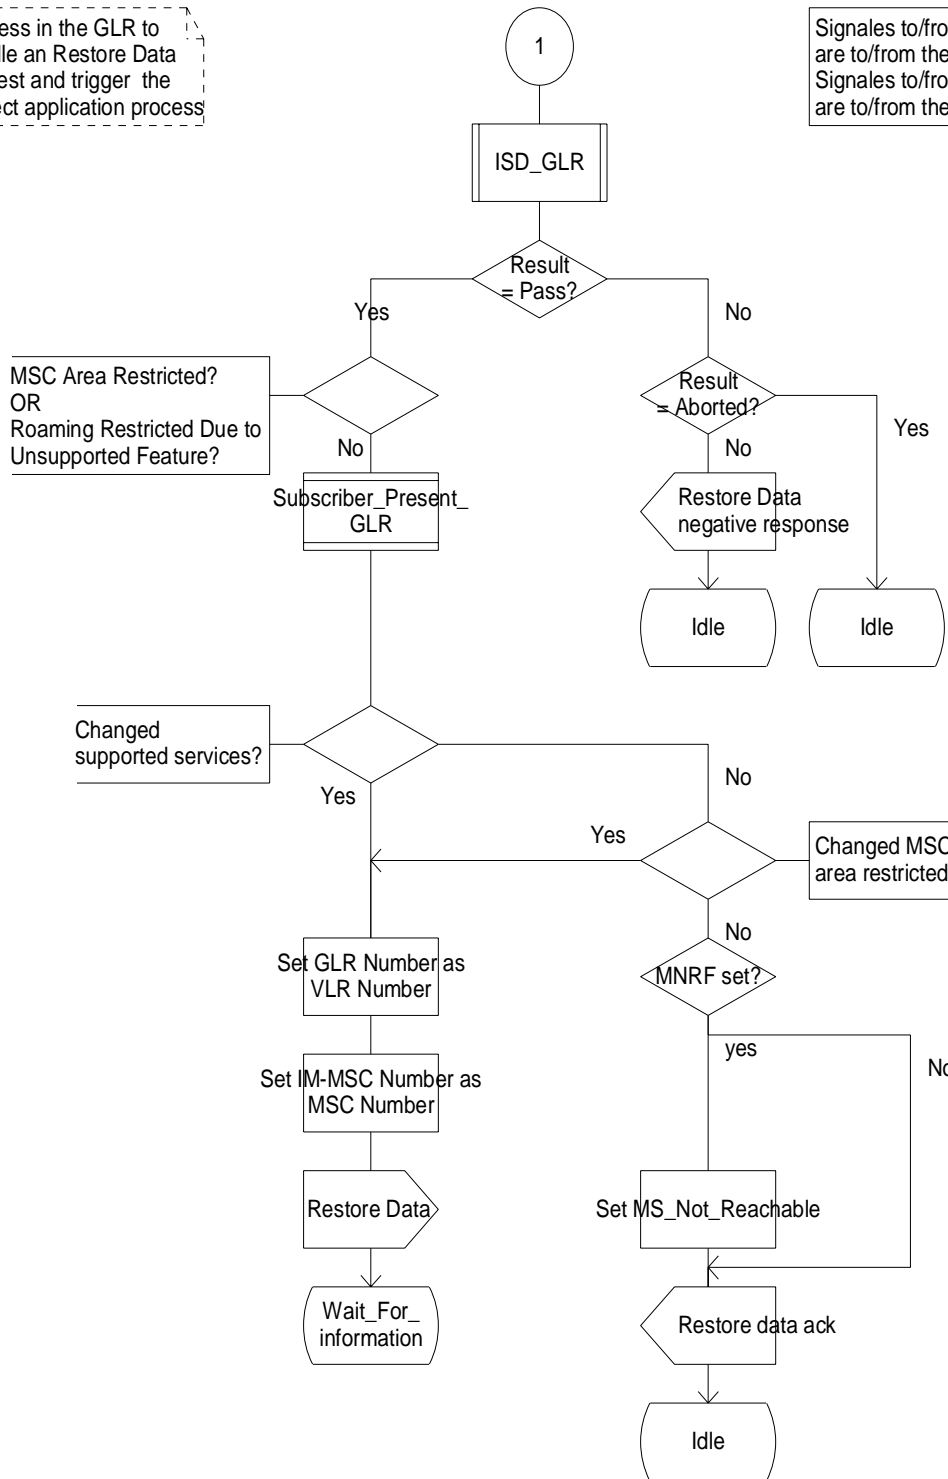 ess in the GLR to
le an Restore Data
est and trigger the
ct application process
1
Signales to/fro
are to/from the
Signales to/fro
are to/from the
ISD_GLR
Result
= Pass?
Yes
No
MSC Area Restricted?
OR
Roaming Restricted Due to
Unsupported Feature?
Result
= Aborted?
Yes
No
No
Subscriber_Present_
GLR
Restore Data
negative response
Idle
Idle
Changed
supported services?
Yes
No
Yes
Changed MSC
area restricted
No
Set GLR Number as
VLR Number
MNRF set?
yes
No
Set IM-MSC Number as
MSC Number
Restore Data
Set MS_Not_Reachable
Wait_For_
information
Restore data ack
Idle